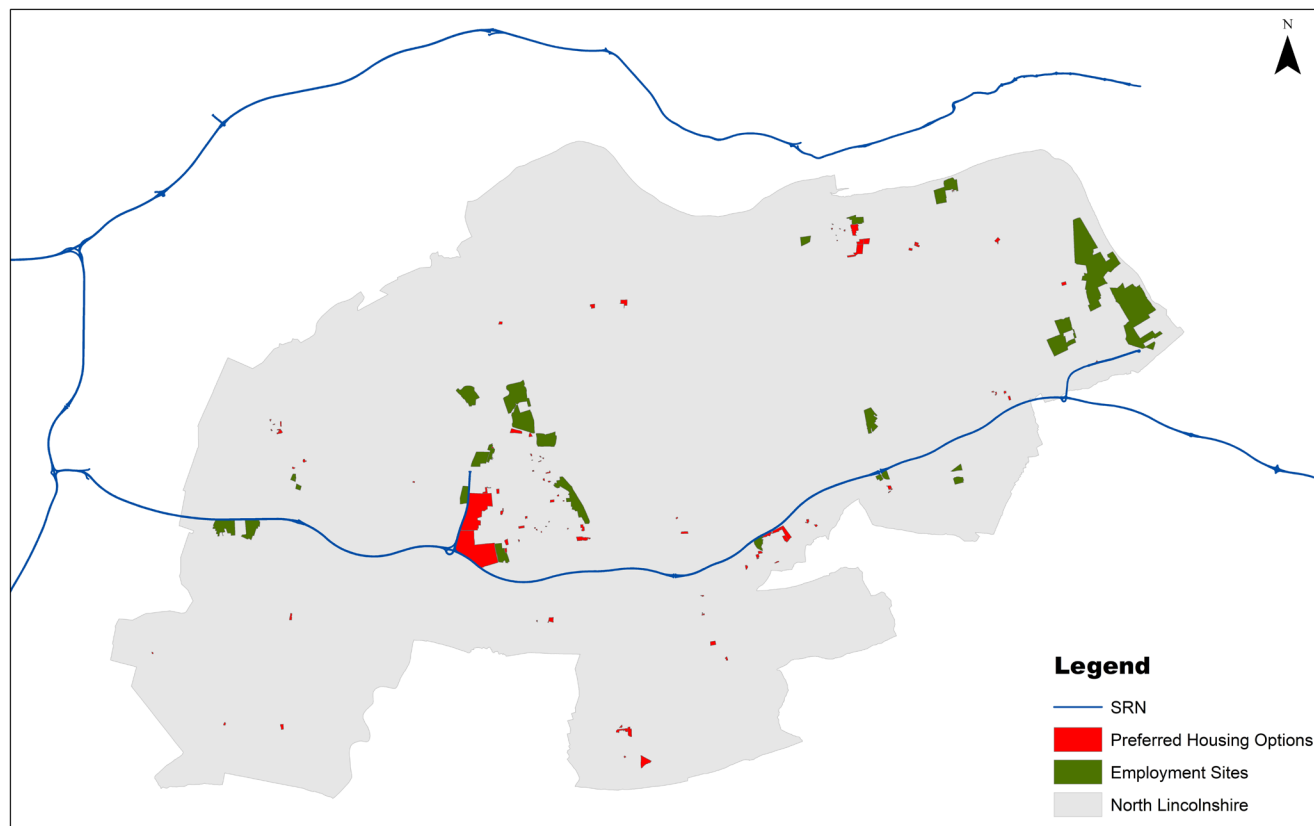 N
Legend
SRN
Preferred Housing Options
Employment Sites
North Lincolnshire